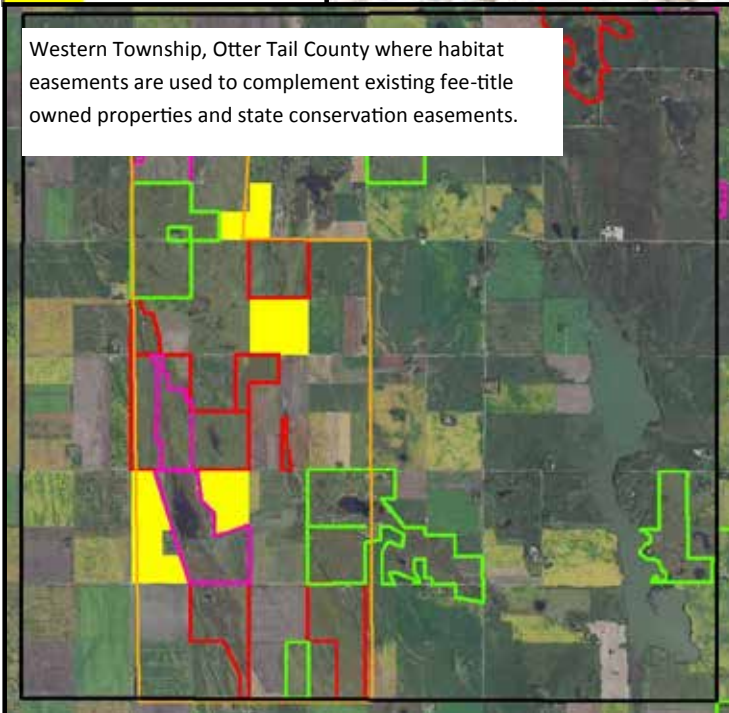 Western Township, Otter Tail County where habitat
easements are used to complement existing fee-title
owned properties and state conservation easements.